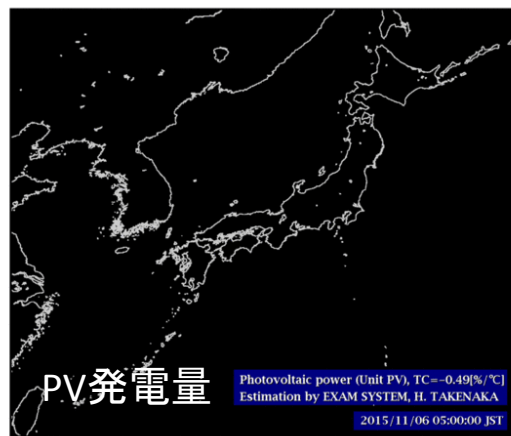 PV発電量
Photovoltaic power (Unit PV), TC=−0.49[%/℃]
Estimation by EXAM SYSTEM, H. TAKENAKA
2015/11/06 05:00:00 JST